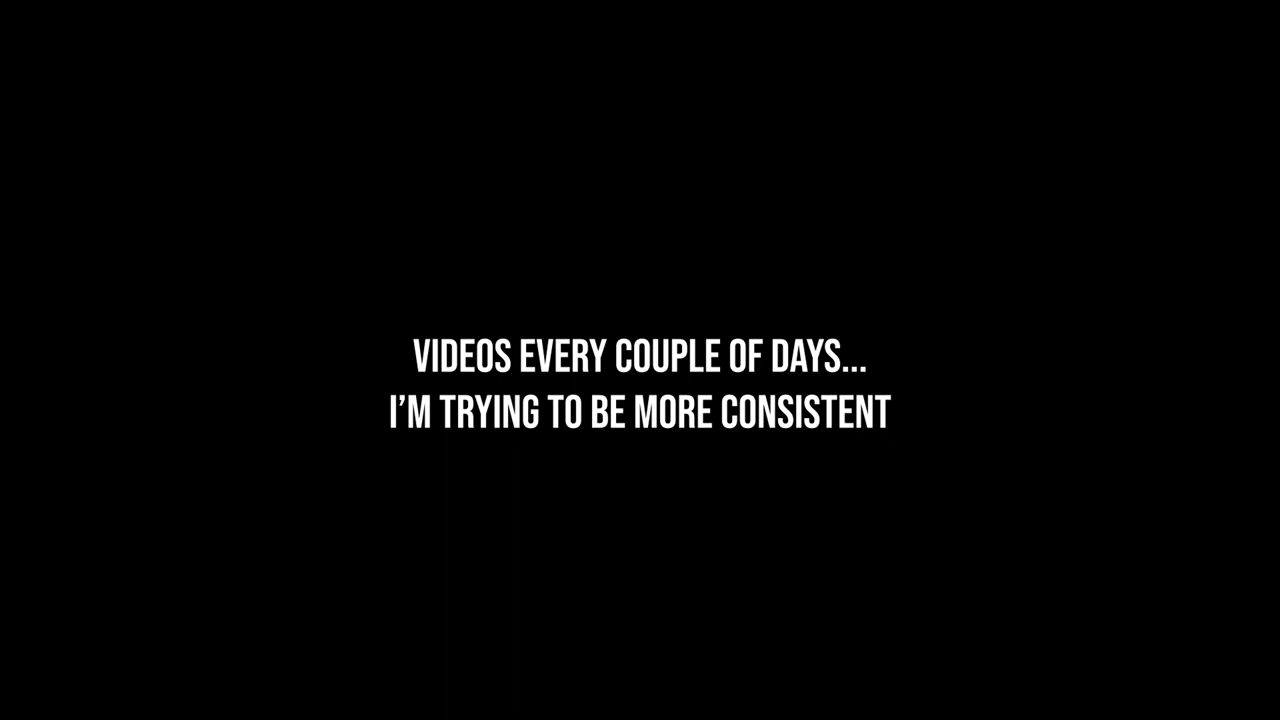 VIDEOS EVERY COUPLE OF DAYS...
I’M TRYING TO BE MORE CONSISTENT